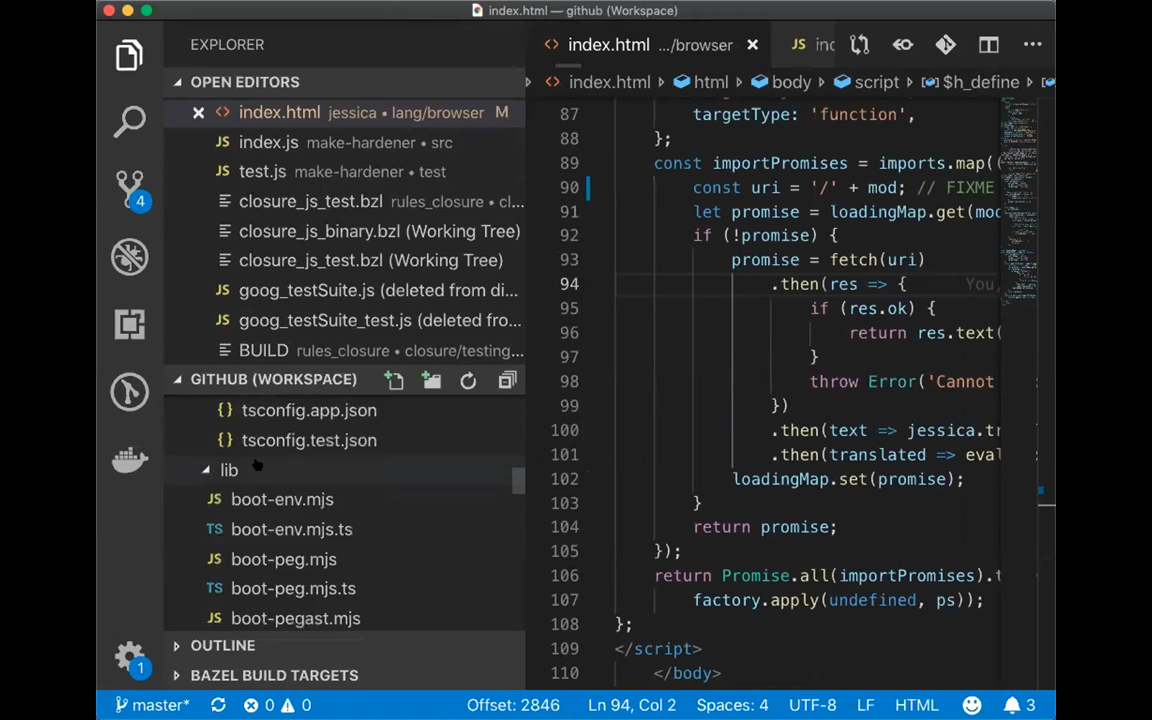 index.html — github (Workspace)
EXPLORER
OPEN EDITORS
index.html jessica • lang/browser M
index.js make-hardener • src
test.js make-hardener • test
closure_js_test.bzl rules_closure • cl...
closure_js_binary.bzl (Working Tree)
closure_js_test.bzl (Working Tree)
goog_testSuite.js (deleted from di...
goog_testSuite_test.js (deleted fro...
BUILD rules_closure • closure/testing...
GITHUB (WORKSPACE)
{} tsconfig.app.json
{} tsconfig.test.json
lib
JS boot-env.mjs
TS boot-env.mjs.ts
JS boot-peg.mjs
TS boot-peg.mjs.ts
JS boot-pegast.mjs
OUTLINE
BAZEL BUILD TARGETS
4
1
index.html .../browser
JS inc
index.html > html > body > script > $h_define >
87 targetType: 'function',
88 };
89 const importPromises = imports.map((
90 const uri = '/' + mod; // FIXME
91 let promise = loadingMap.get(mod
92 if (!promise) {
93 promise = fetch(uri)
94 .then(res => { You,
95 if (res.ok) {
96 return res.text(
97 }
98 throw Error('Cannot
99 })
100 .then(text => jessica.tr
101 .then(translated => eval
102 loadingMap.set(promise);
103 }
104 return promise;
105 });
106 return Promise.all(importPromises).t
107 factory.apply(undefined, ps));
108 };
109 </script>
110 </body>
master* 0 0 Offset: 2846 Ln 94, Col 2 Spaces: 4 UTF-8 LF HTML 3